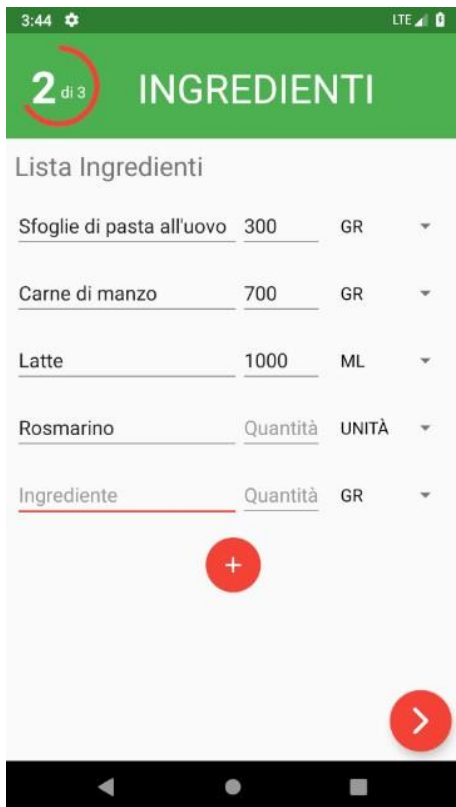 3:44 LTE
2 di 3 INGREDIENTI
Lista Ingredienti
Sfoglie di pasta all'uovo 300 GR
Carne di manzo 700 GR
Latte 1000 ML
Rosmarino Quantità UNITÀ
Ingrediente Quantità GR
+